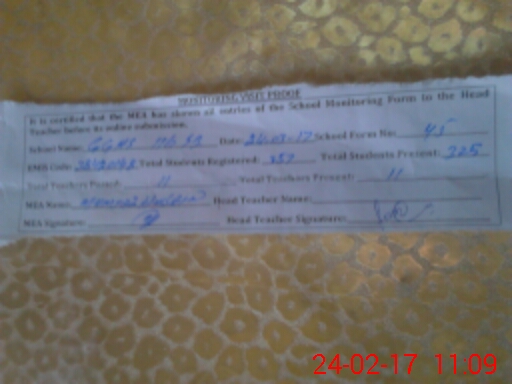 MONITORING VISIT PROOF
It is certified that the MEA has shown all entries of the School Monitoring Form to the Head
Teacher before its online submission.
School Name: GGHS Date: 24-02-17 School Form No: 45
EMIS Code: Total Students Registered: Total Students Present: 325
Total Teachers Posted: 11 Total Teachers Present: 11
MEA Name: Head Teacher Name:
MEA Signature: Head Teacher Signature:
24-02-17 11:09